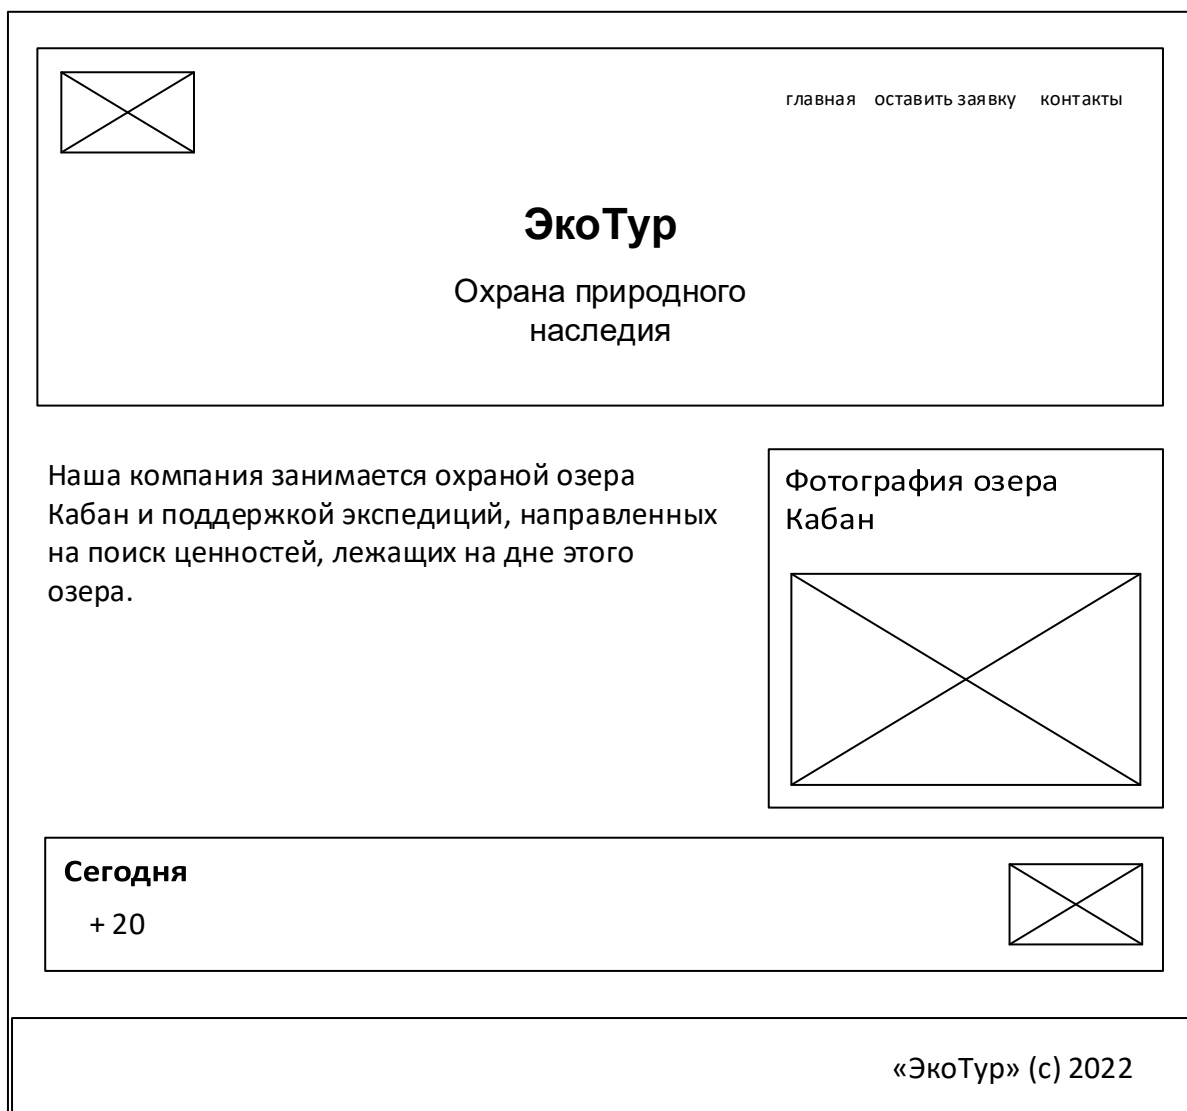 главная оставить заявку контакты
ЭкоТур
Охрана природного
наследия
Наша компания занимается охраной озера
Кабан и поддержкой экспедиций, направленных
на поиск ценностей, лежащих на дне этого
озера.
Фотография озера
Кабан
Сегодня
+ 20
«ЭкоТур» (с) 2022